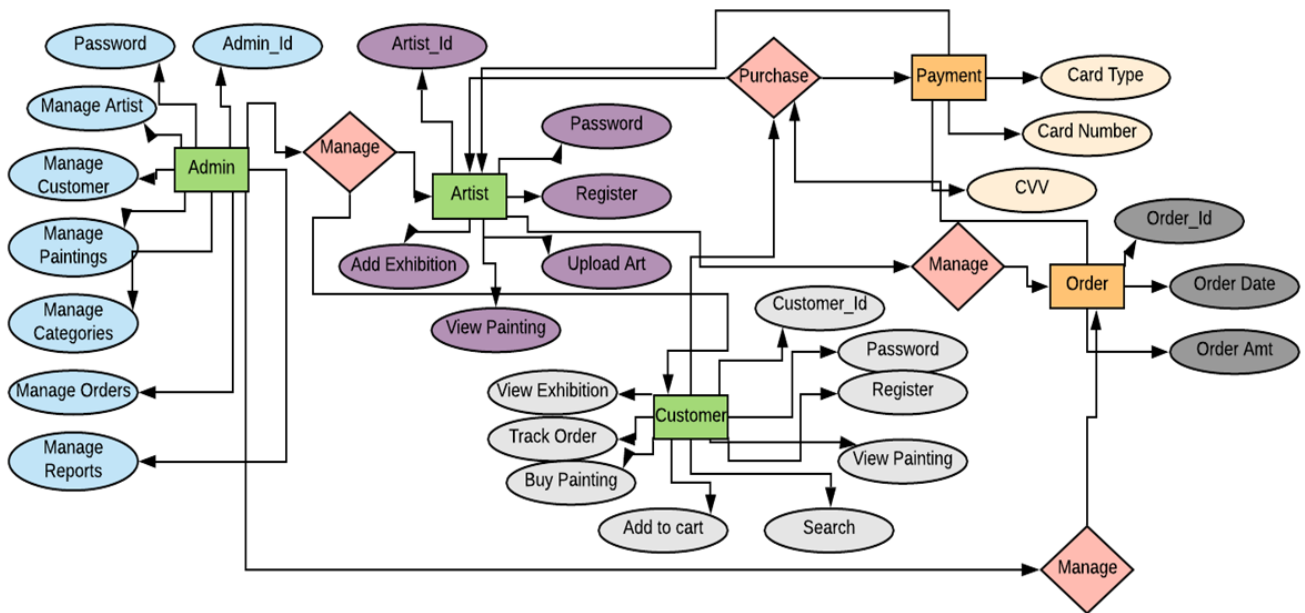 Password
Admin_Id
Artist_Id
Purchase
Payment
Card Type
Manage Artist
Password
Card Number
Manage
Customer
Admin
Manage
Artist
Register
CVV
Order_Id
Manage
Paintings
Add Exhibition
Upload Art
Manage
Order
Order Date
Manage
Categories
View Painting
Customer_Id
Password
Order Amt
Manage Orders
View Exhibition
Customer
Register
Track Order
Manage
Reports
Buy Painting
View Painting
Add to cart
Search
Manage